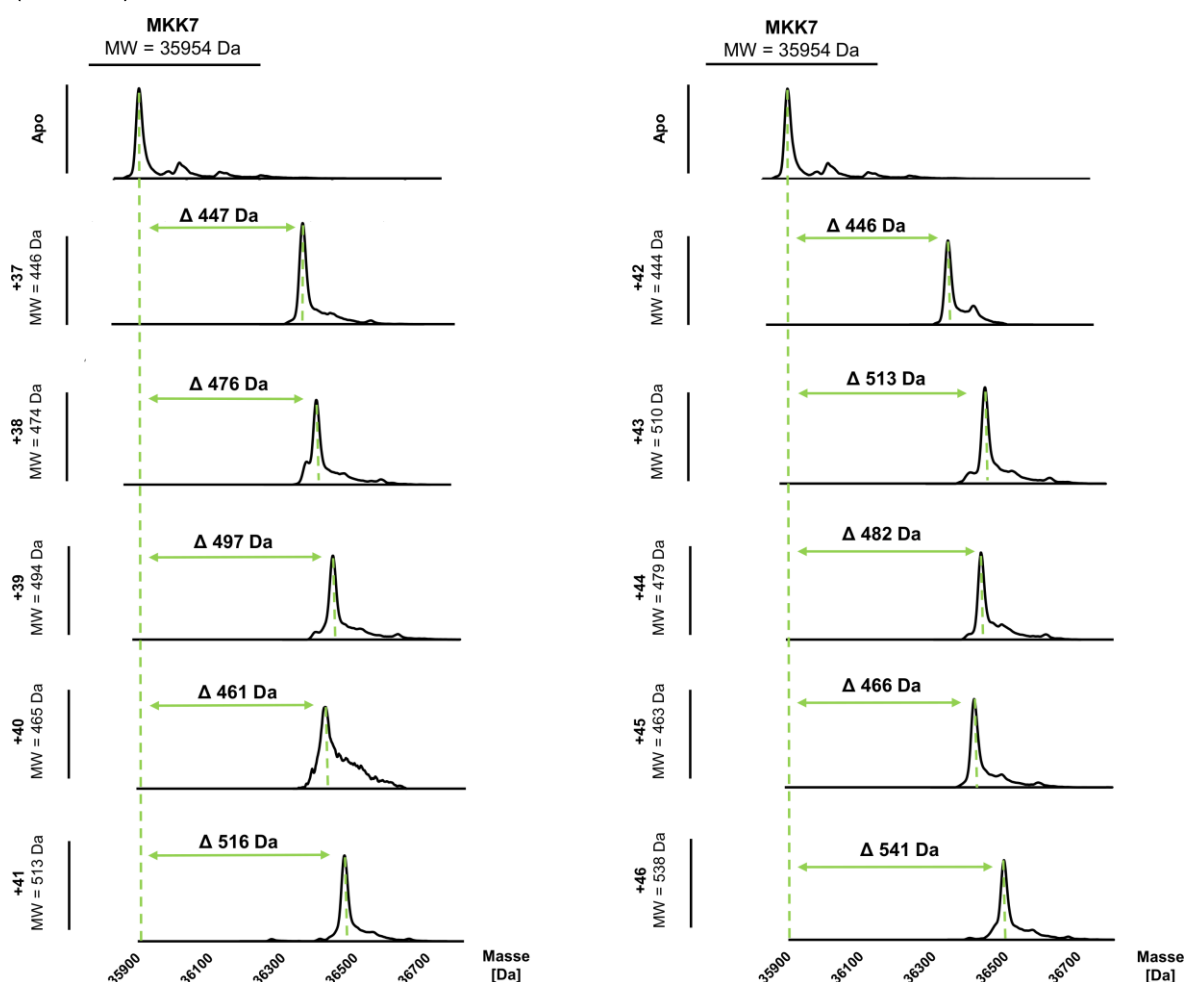 MKK7
MW = 35954 Da
Apo
Δ 447 Da
+37
MW = 446 Da
Δ 476 Da
+38
MW = 474 Da
Δ 497 Da
+39
MW = 494 Da
Δ 461 Da
+40
MW = 465 Da
Δ 516 Da
+41
MW = 513 Da
35900 36100 36300 36500 36700
Masse
[Da]
MKK7
MW = 35954 Da
Apo
Δ 446 Da
+42
MW = 444 Da
Δ 513 Da
+43
MW = 510 Da
Δ 482 Da
+44
MW = 479 Da
Δ 466 Da
+45
MW = 463 Da
Δ 541 Da
+46
MW = 538 Da
35900 36100 36300 36500 36700
Masse
[Da]